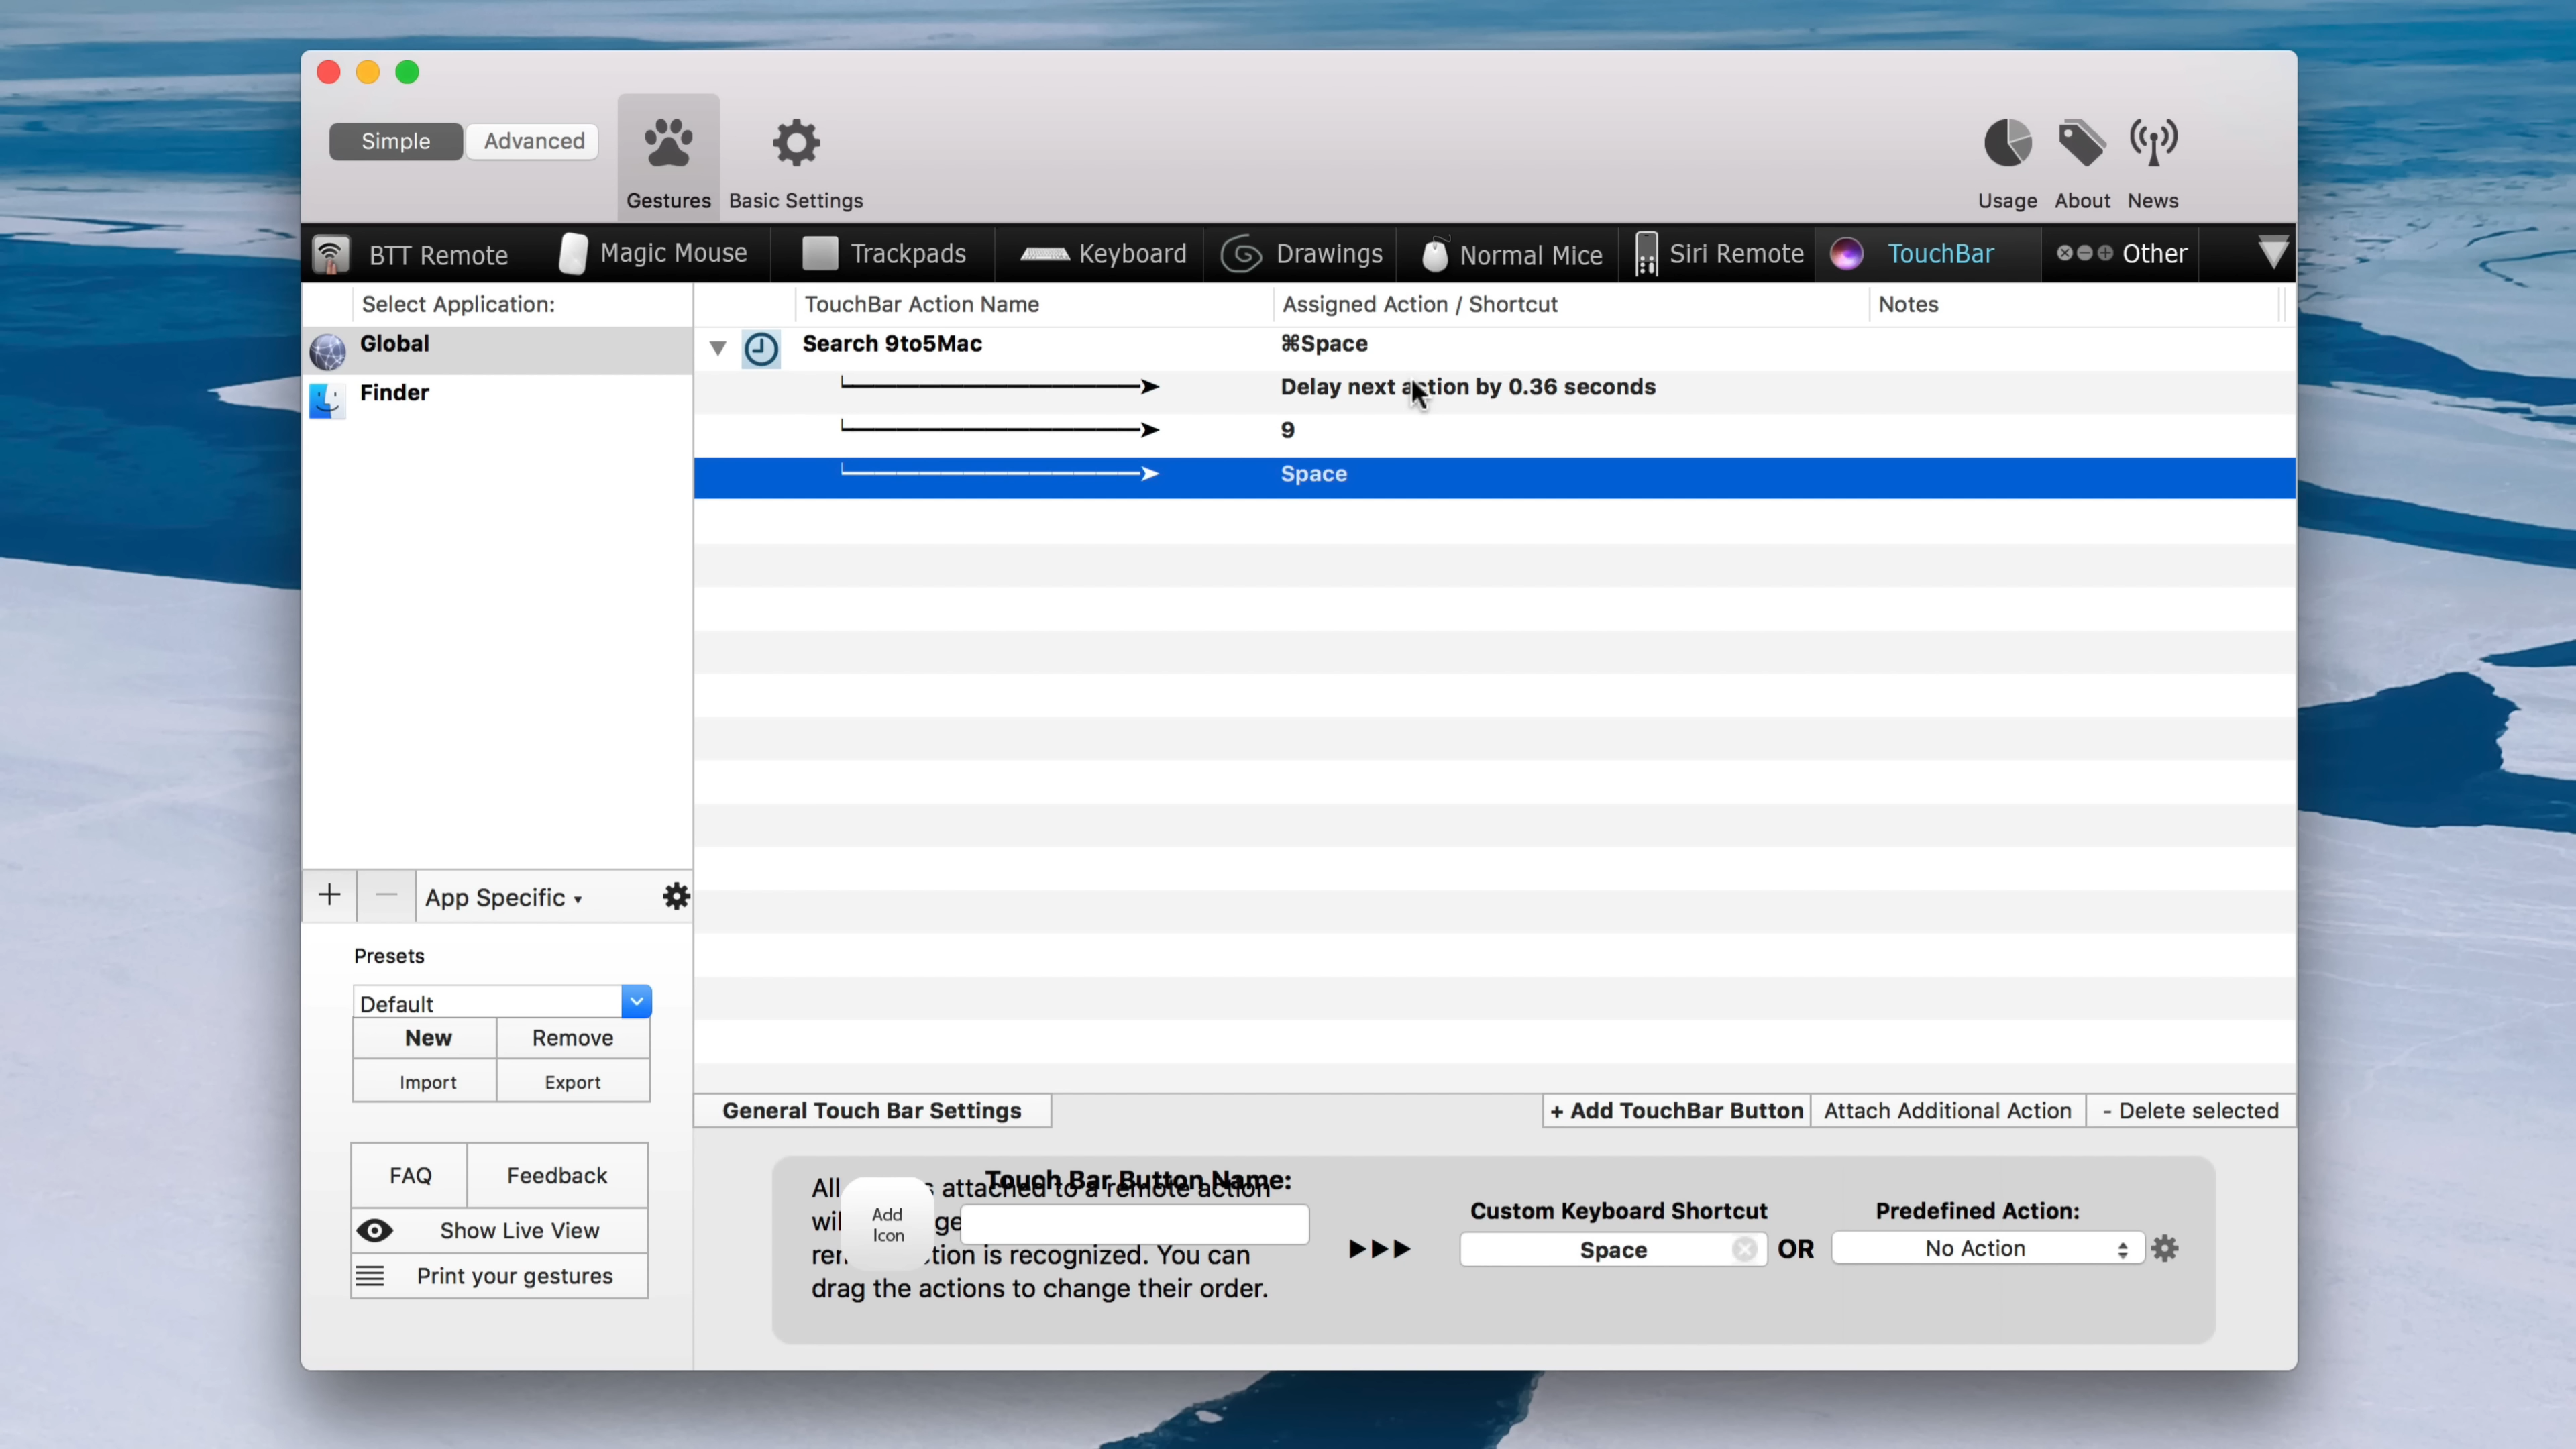 Simple
Advanced
Gestures
Basic Settings
Usage
About
News
BTT Remote
Magic Mouse
Trackpads
Keyboard
Drawings
Normal Mice
Siri Remote
TouchBar
Other
Select Application:
TouchBar Action Name
Assigned Action / Shortcut
Notes
Global
Finder
Search 9to5Mac
⌘Space
Delay next action by 0.36 seconds
9
Space
App Specific
Presets
Default
New
Remove
Import
Export
FAQ
Feedback
Show Live View
Print your gestures
General Touch Bar Settings
+ Add TouchBar Button
Attach Additional Action
- Delete selected
Touch Bar Button Name:
All attached to a remote action
is recognized. You can
drag the actions to change their order.
Add
Icon
Custom Keyboard Shortcut
Space
OR
Predefined Action:
No Action